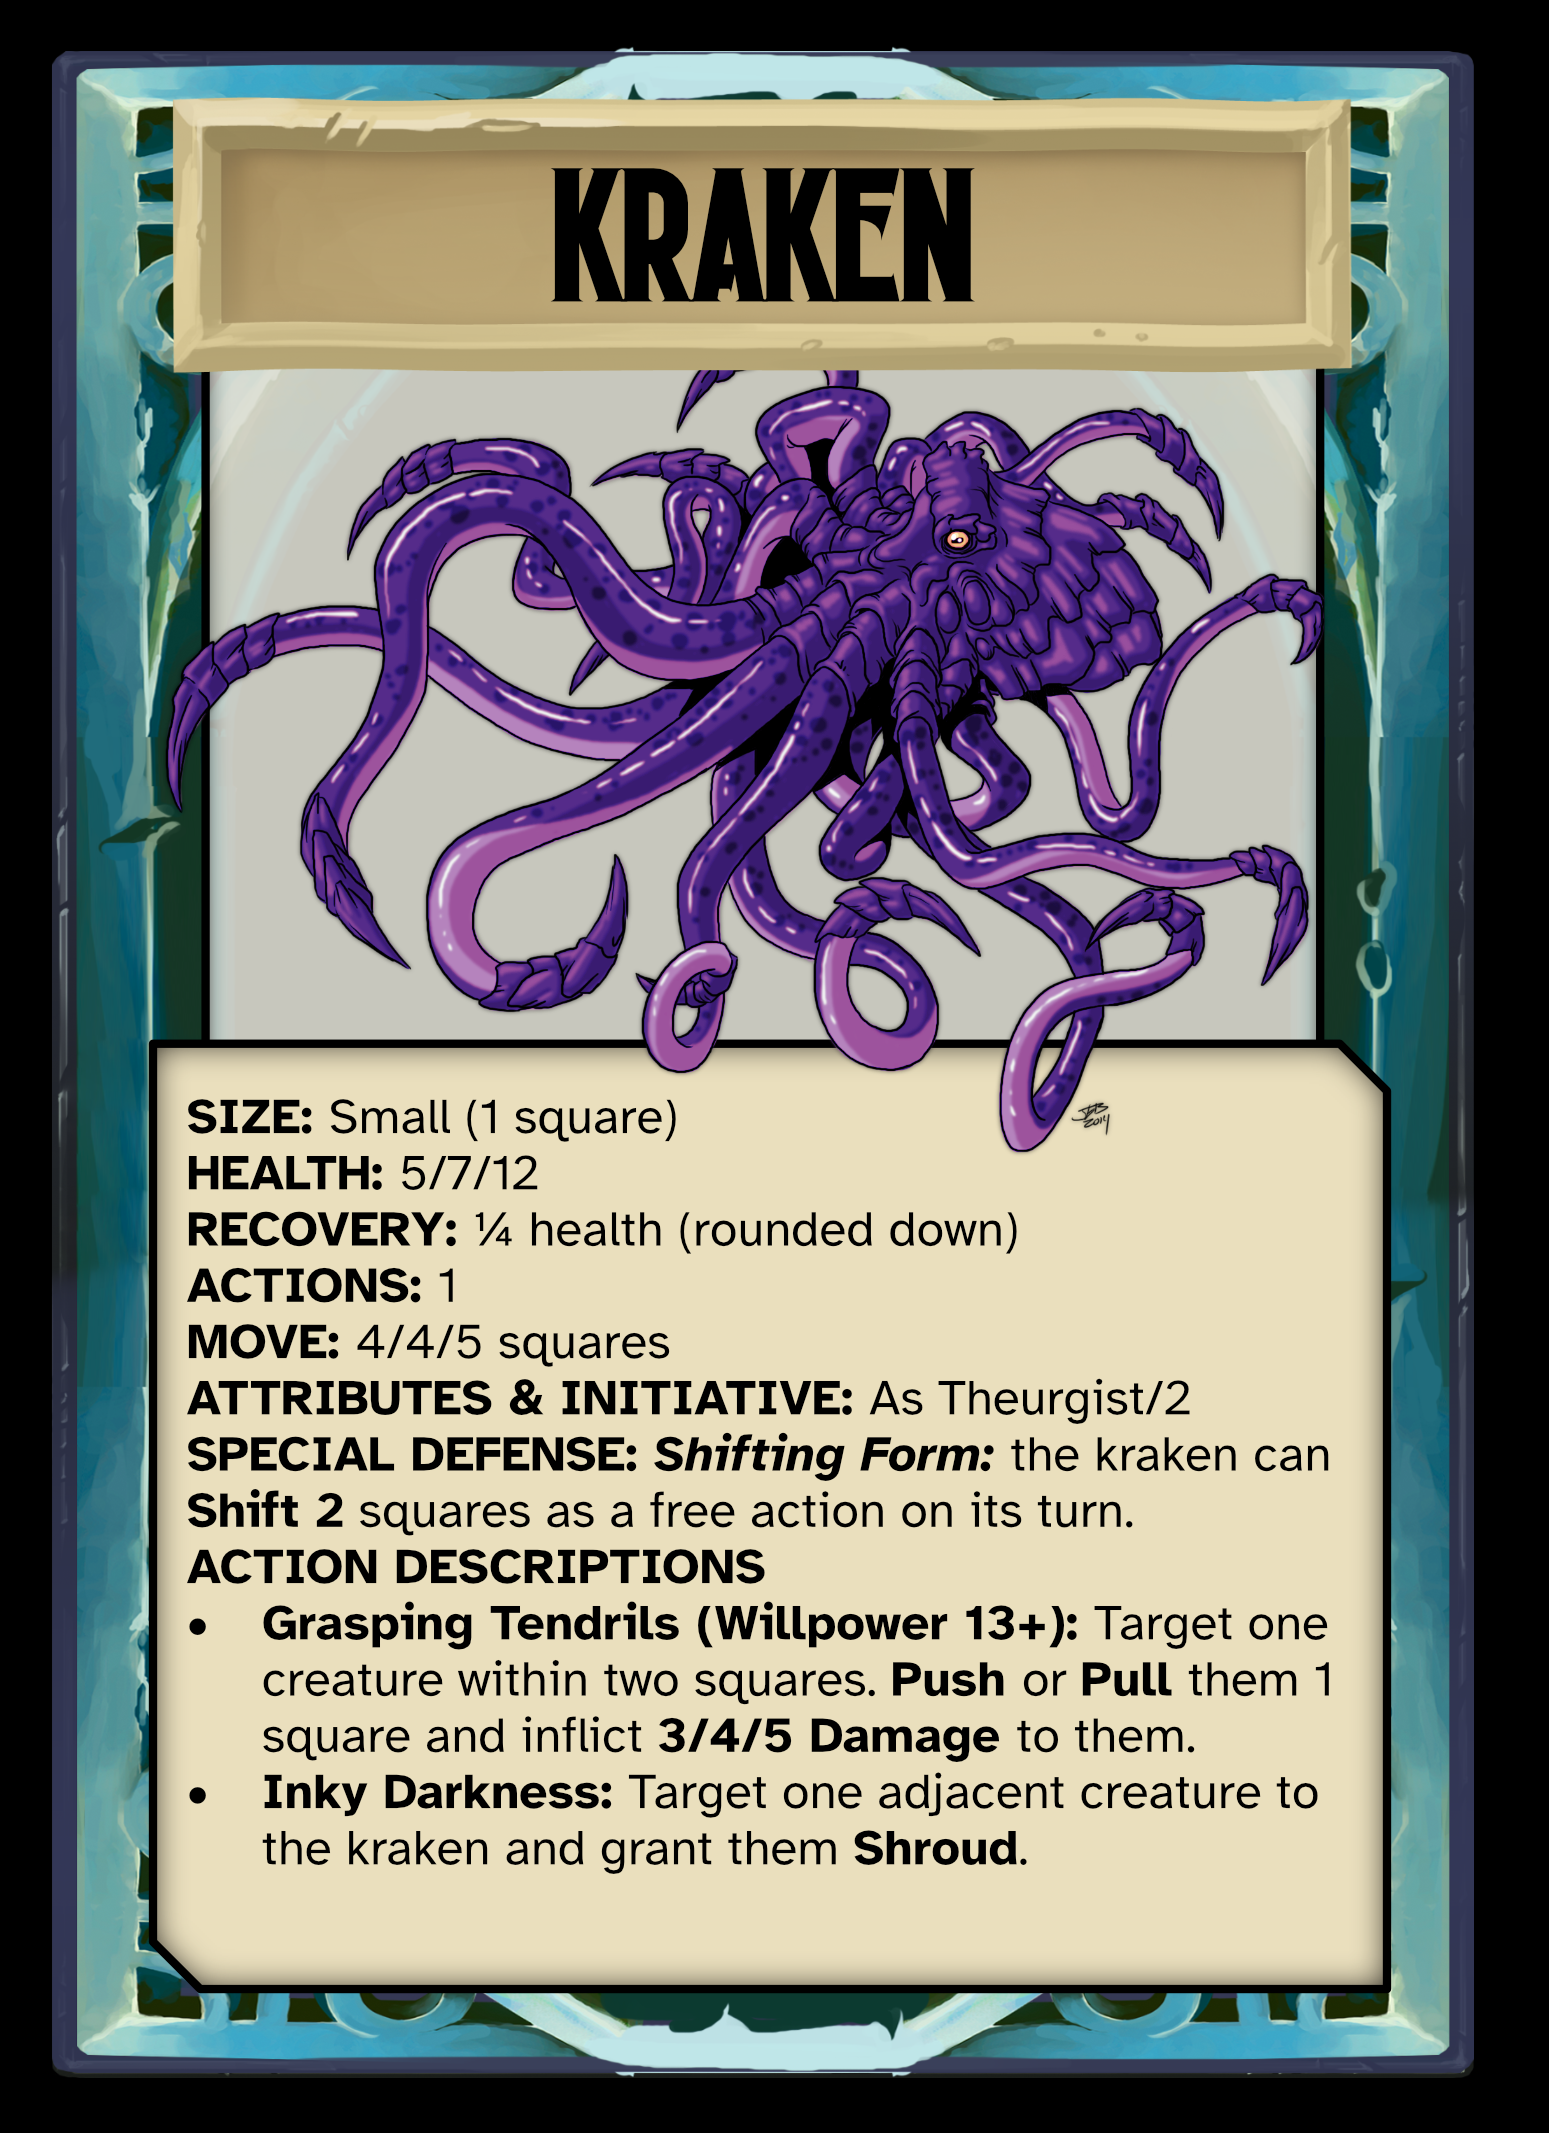 KRAKEN
2014
SIZE: Small (1 square)
HEALTH: 5/7/12
RECOVERY: ¼ health (rounded down)
ACTIONS: 1
MOVE: 4/4/5 squares
ATTRIBUTES & INITIATIVE: As Theurgist/2
SPECIAL DEFENSE: Shifting Form: the kraken can
Shift 2 squares as a free action on its turn.
ACTION DESCRIPTIONS
• Grasping Tendrils (Willpower 13+): Target one
creature within two squares. Push or Pull them 1
square and inflict 3/4/5 Damage to them.
• Inky Darkness: Target one adjacent creature to
the kraken and grant them Shroud.